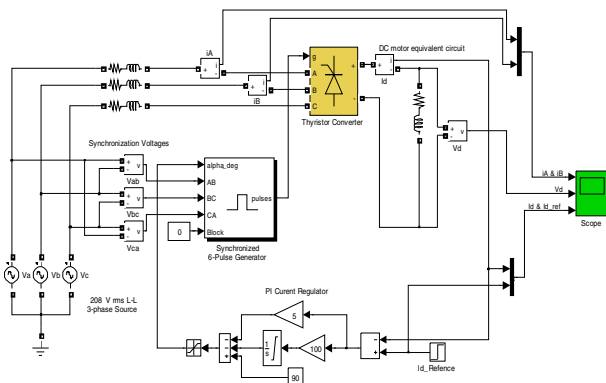 iA
DC motor equivalent circuit
g
A
B
C
+
-
Thyristor Converter
+
i
-
Id
+
i
-
+
i
-
iB
Synchronization Voltages
+
v
-
Vab
+
v
-
Vbc
+
v
-
Vca
alpha_deg
AB
BC
CA
Block
pulses
Synchronized
6-Pulse Generator
0
+
v
-
Vd
iA & iB
Vd
Id & Id_ref
Scope
Va
Vb
Vc
208 V rms L-L
3-phase Source
PI Curent Regulator
5
1
s
100
90
−
−
+
−
+
Id_Refence